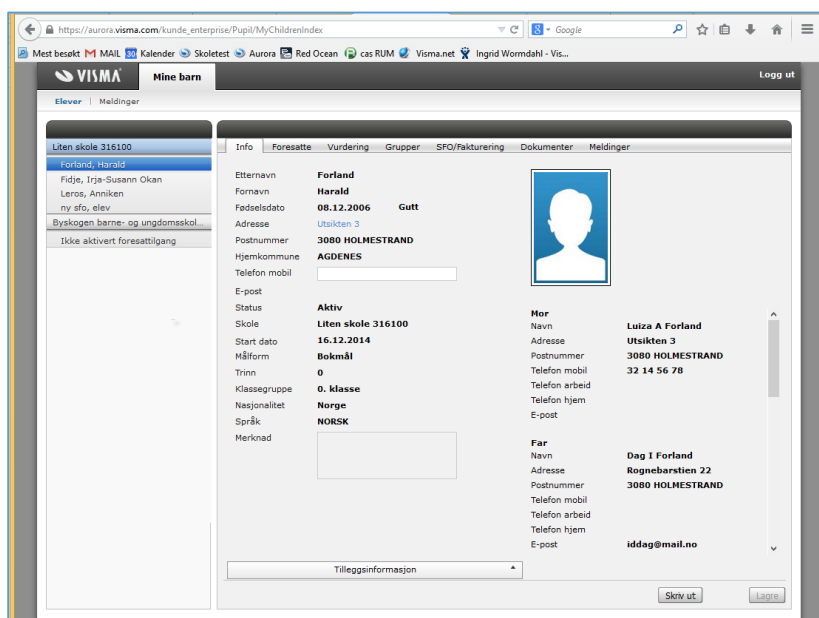 https://aurora.visma.com/kunde_enterprise/Pupil/MyChildrenIndex
Google
Mest besøkt MAIL Kalender Skoletest Aurora Red Ocean cas RUM Visma.net Ingrid Wormdahl - Vis...
VISMA Mine barn Logg ut
Elever | Meldinger
Liten skole 316100
Forland, Harald
Fidje, Irja-Susann Okan
Leros, Anniken
ny sfo, elev
Byskogen barne- og ungdomsskol...
Ikke aktivert foresattilgang
Info Foresatte Vurdering Grupper SFO/Fakturering Dokumenter Meldinger
Etternavn Forland
Fornavn Harald
Fødselsdato 08.12.2006 Gutt
Adresse Utsikten 3
Postnummer 3080 HOLMESTRAND
Hjemkommune AGDENES
Telefon mobil
E-post
Status Aktiv
Skole Liten skole 316100
Start dato 16.12.2014
Målform Bokmål
Trinn 0
Klassegruppe 0. klasse
Nasjonalitet Norge
Språk NORSK
Merknad
Mor
Navn Luiza A Forland
Adresse Utsikten 3
Postnummer 3080 HOLMESTRAND
Telefon mobil 32 14 56 78
Telefon arbeid
Telefon hjem
E-post
Far
Navn Dag I Forland
Adresse Rognebarstien 22
Postnummer 3080 HOLMESTRAND
Telefon mobil
Telefon arbeid
Telefon hjem
E-post iddag@mail.no
Tilleggsinformasjon
Skriv ut Lagre